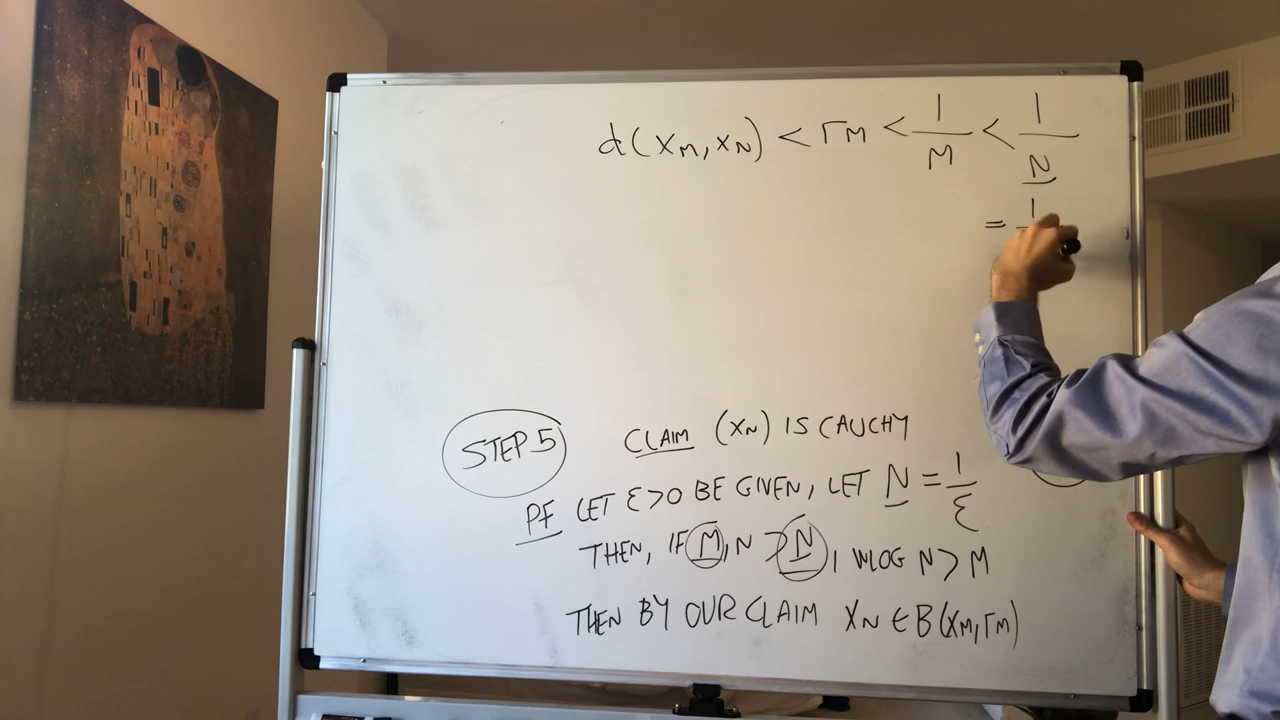 d(XM, XN) < rM < 1/M < 1/N
= 1
STEP 5 CLAIM (XN) IS CAUCHY
PF LET ε>0 BE GIVEN, LET N = 1/ε
THEN, IF M, N > N, WLOG N > M
THEN BY OUR CLAIM XN ∈ B(XM, rM)